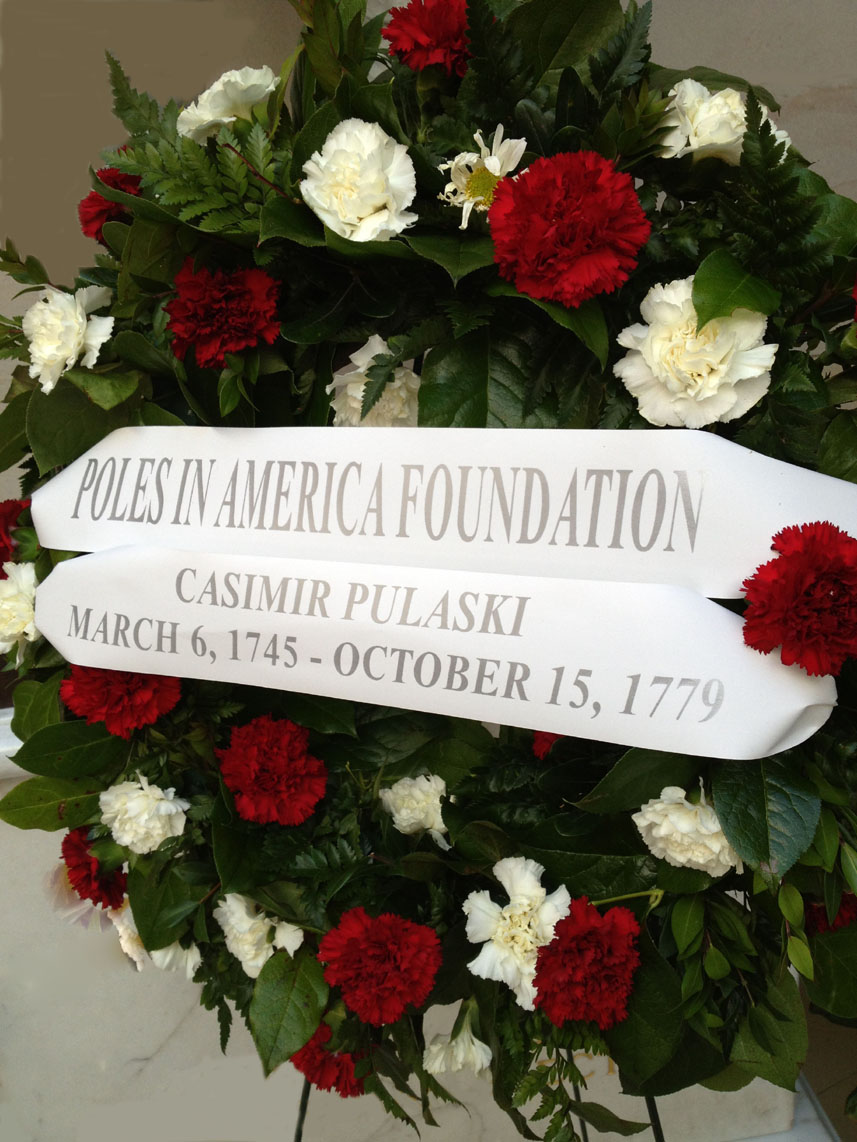 POLES IN AMERICA FOUNDATION
CASIMIR PULASKI
MARCH 6, 1745 - OCTOBER 15, 1779